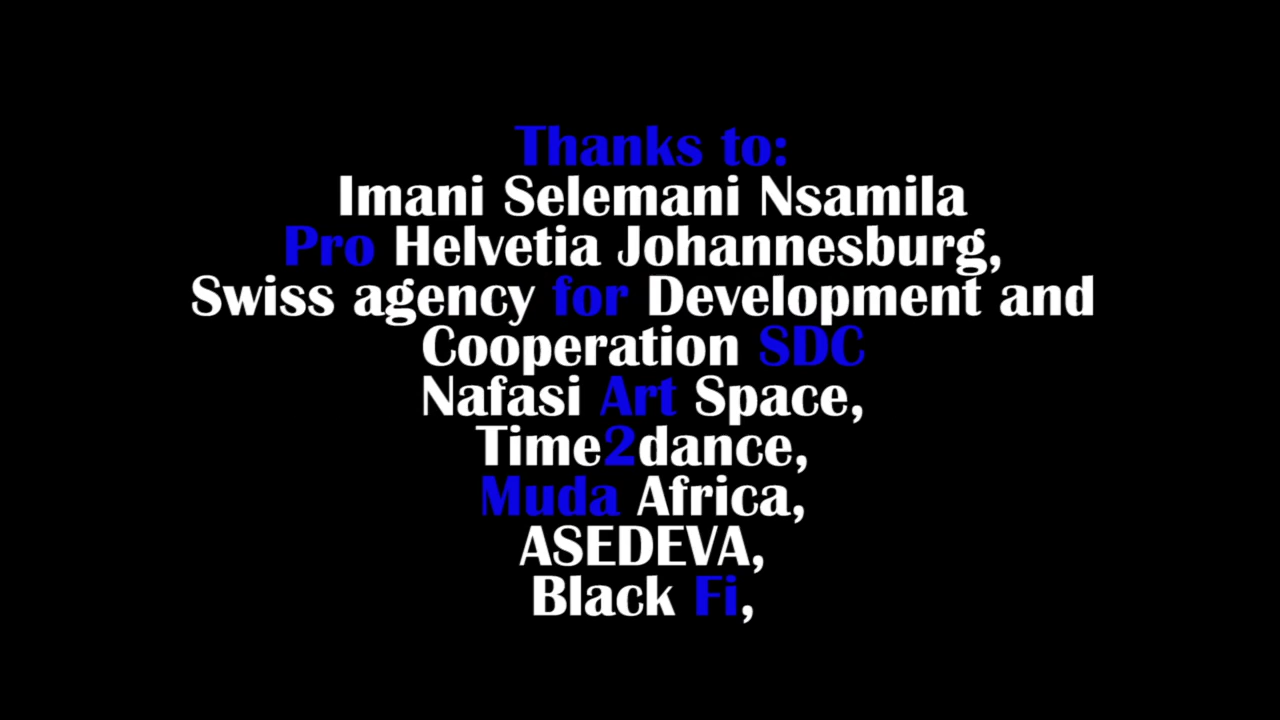 Thanks to:
Imani Selemani Nsamila
Pro Helvetia Johannesburg,
Swiss agency for Development and
Cooperation SDC
Nafasi Art Space,
Time2dance,
Muda Africa,
ASEDEVA,
Black Fi,